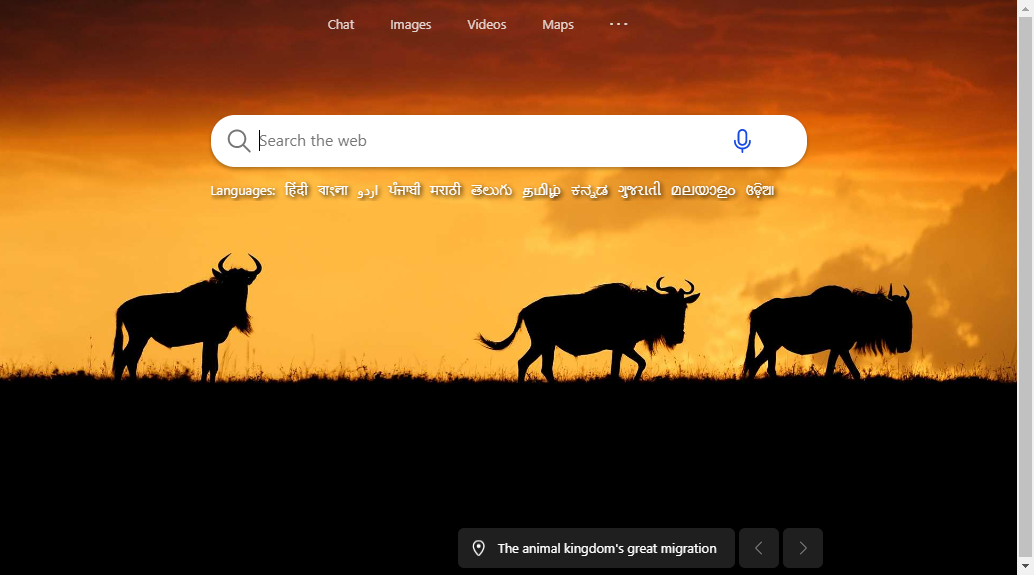 Chat Images Videos Maps ...
Search the web
Languages: हिंदी বাংলা اردو ਪੰਜਾਬੀ मराठी తెలుగు தமிழ் ಕನ್ನಡ ગુજરાતી മലയാളം ଓଡ଼ିଆ
The animal kingdom's great migration